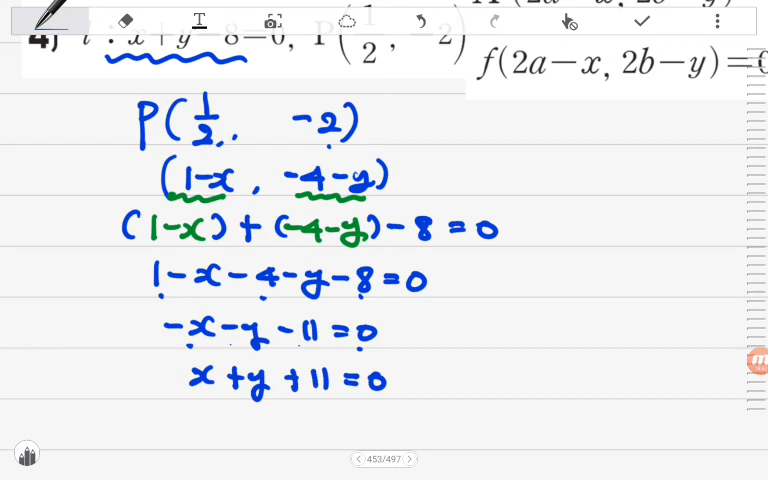 4) l : x+y−8=0, P(1/2, −2)
f(2a−x, 2b−y)=0
P(1/2, -2)
(1-x, -4-y)
(1-x)+(-4-y)-8=0
1-x-4-y-8=0
-x-y-11=0
x+y+11=0
453/497